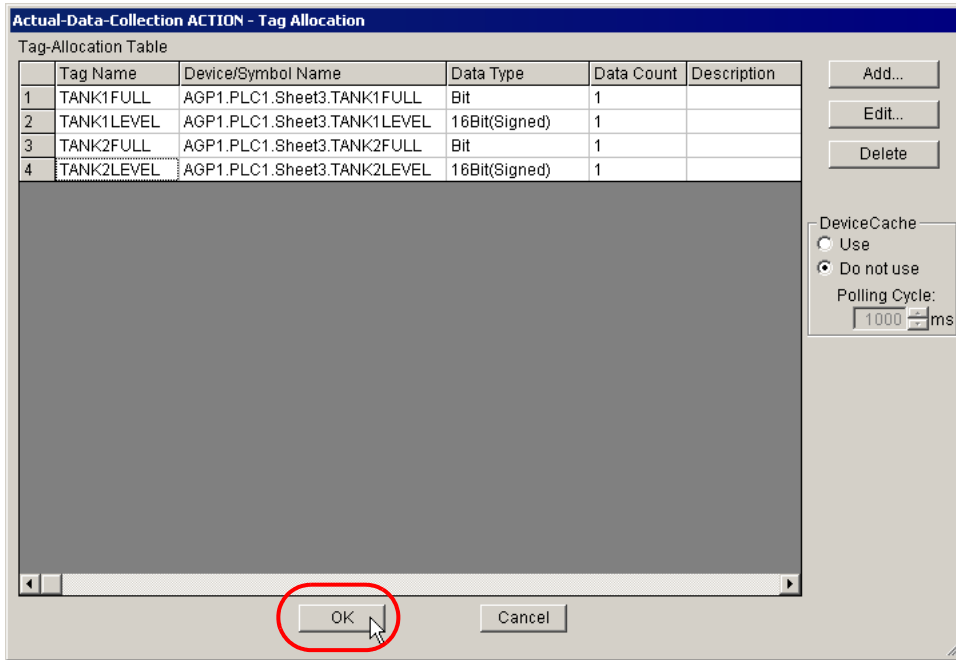 Actual-Data-Collection ACTION - Tag Allocation
Tag-Allocation Table
Tag Name Device/Symbol Name Data Type Data Count Description
1 TANK1FULL AGP1.PLC1.Sheet3.TANK1FULL Bit 1
2 TANK1LEVEL AGP1.PLC1.Sheet3.TANK1LEVEL 16Bit(Signed) 1
3 TANK2FULL AGP1.PLC1.Sheet3.TANK2FULL Bit 1
4 TANK2LEVEL AGP1.PLC1.Sheet3.TANK2LEVEL 16Bit(Signed) 1
Add...
Edit...
Delete
DeviceCache
Use
Do not use
Polling Cycle:
1000 ms
OK Cancel